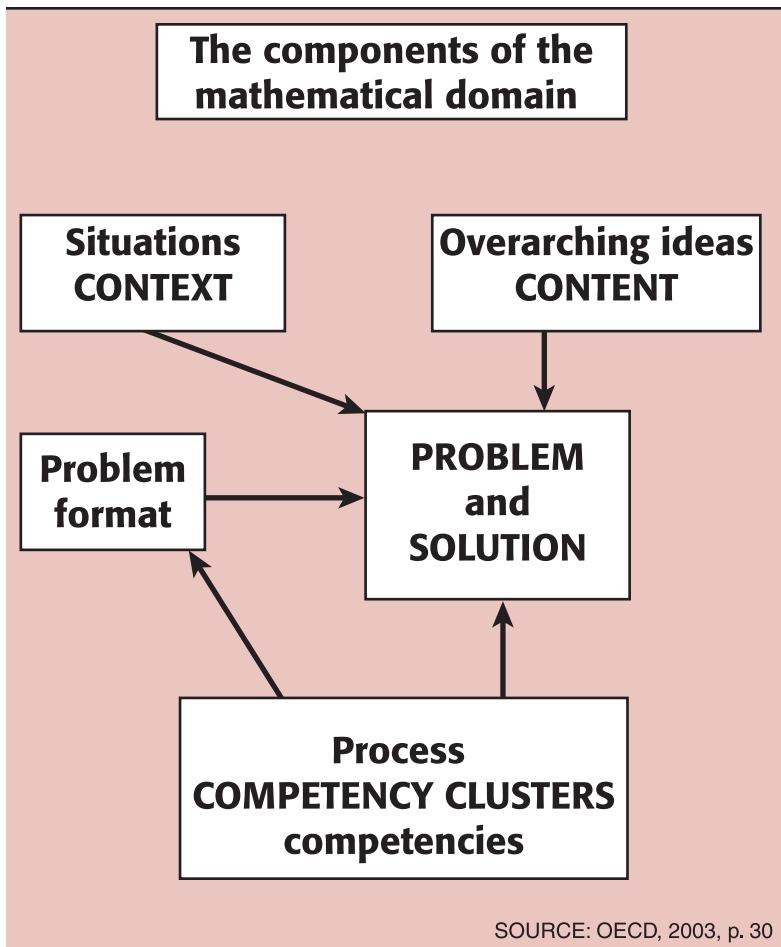 The components of the
mathematical domain
Situations
CONTEXT
Overarching ideas
CONTENT
Problem
format
PROBLEM
and
SOLUTION
Process
COMPETENCY CLUSTERS
competencies
SOURCE: OECD, 2003, p. 30